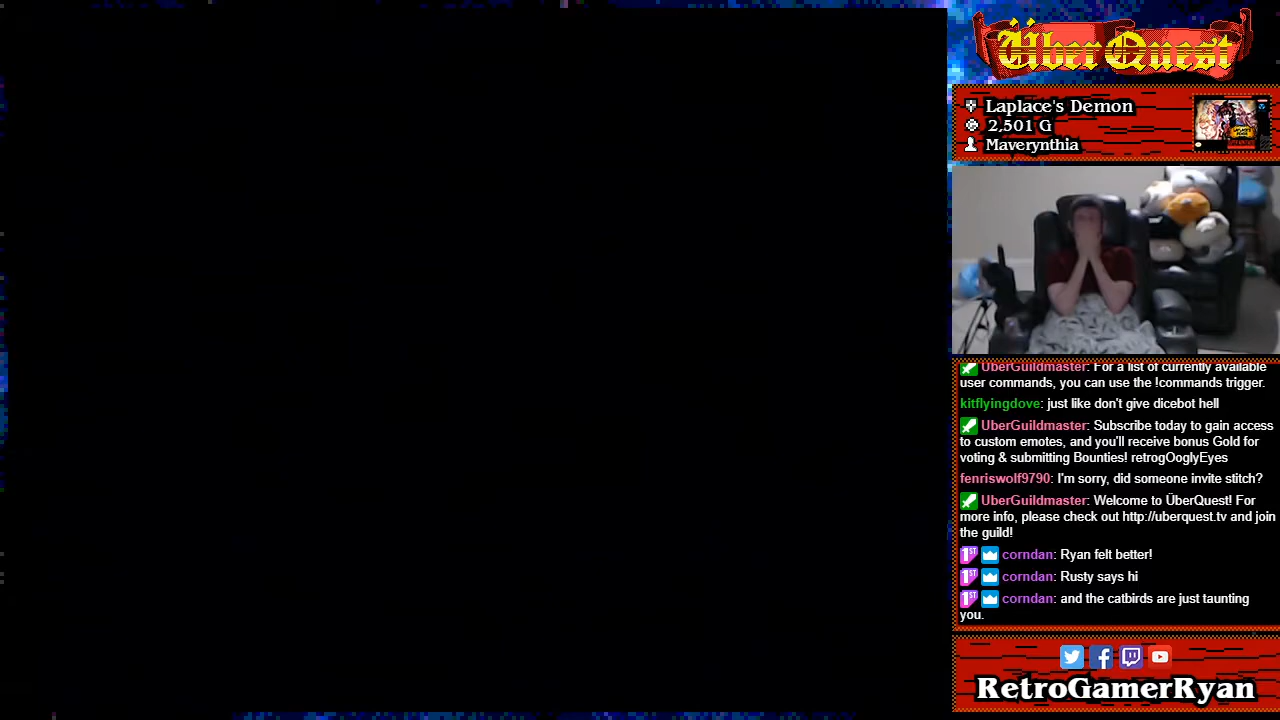 ÜberQuest
Laplace's Demon
2,501 G
Maverynthia
UberGuildmaster: For a list of currently available
user commands, you can use the !commands trigger.
kitflyingdove: just like don't give dicebot hell
UberGuildmaster: Subscribe today to gain access
to custom emotes, and you'll receive bonus Gold for
voting & submitting Bounties! retrogOoglyEyes
fenriswolf9790: I'm sorry, did someone invite stitch?
UberGuildmaster: Welcome to ÜberQuest! For
more info, please check out http://uberquest.tv and join
the guild!
1ST corndan: Ryan felt better!
1ST corndan: Rusty says hi
1ST corndan: and the catbirds are just taunting
you.
RetroGamerRyan